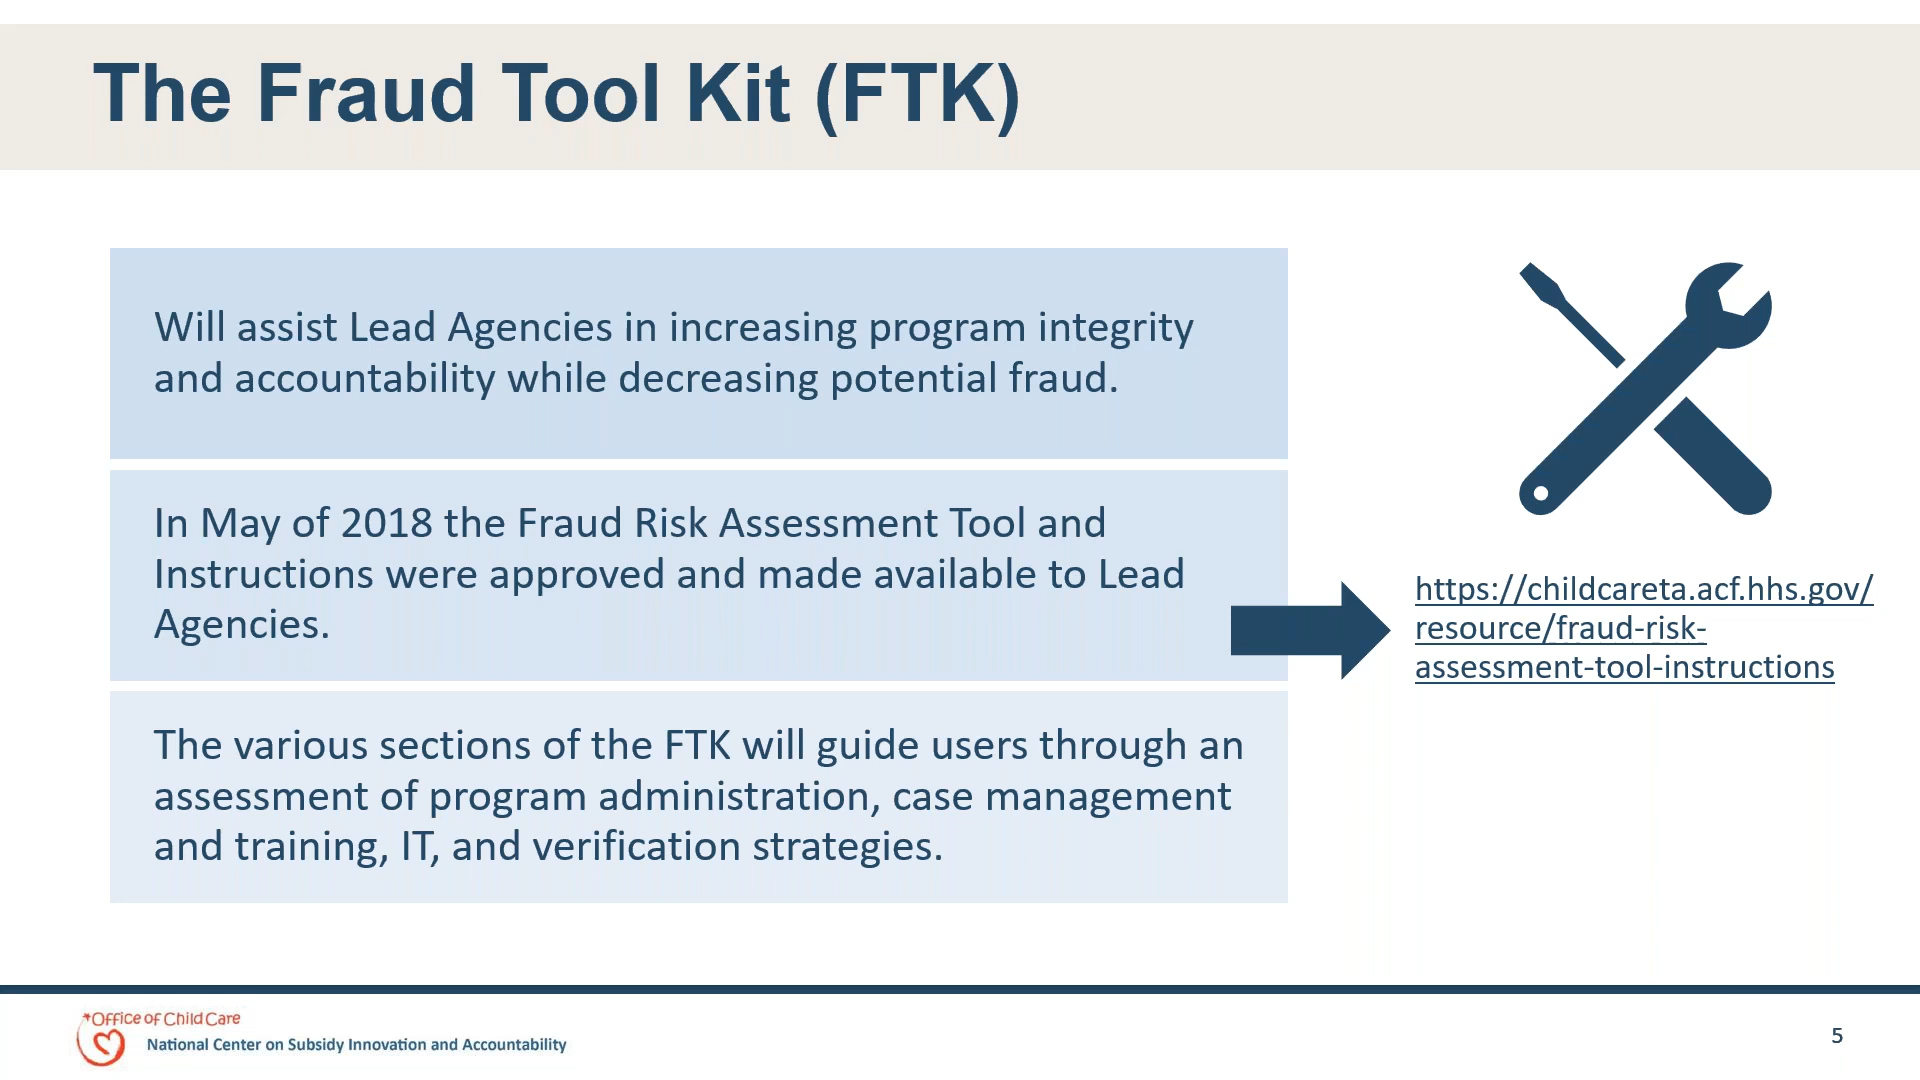 The Fraud Tool Kit (FTK)
Will assist Lead Agencies in increasing program integrity
and accountability while decreasing potential fraud.
In May of 2018 the Fraud Risk Assessment Tool and
Instructions were approved and made available to Lead
Agencies.
https://childcareta.acf.hhs.gov/
resource/fraud-risk-
assessment-tool-instructions
The various sections of the FTK will guide users through an
assessment of program administration, case management
and training, IT, and verification strategies.
Office of Child Care
National Center on Subsidy Innovation and Accountability
5